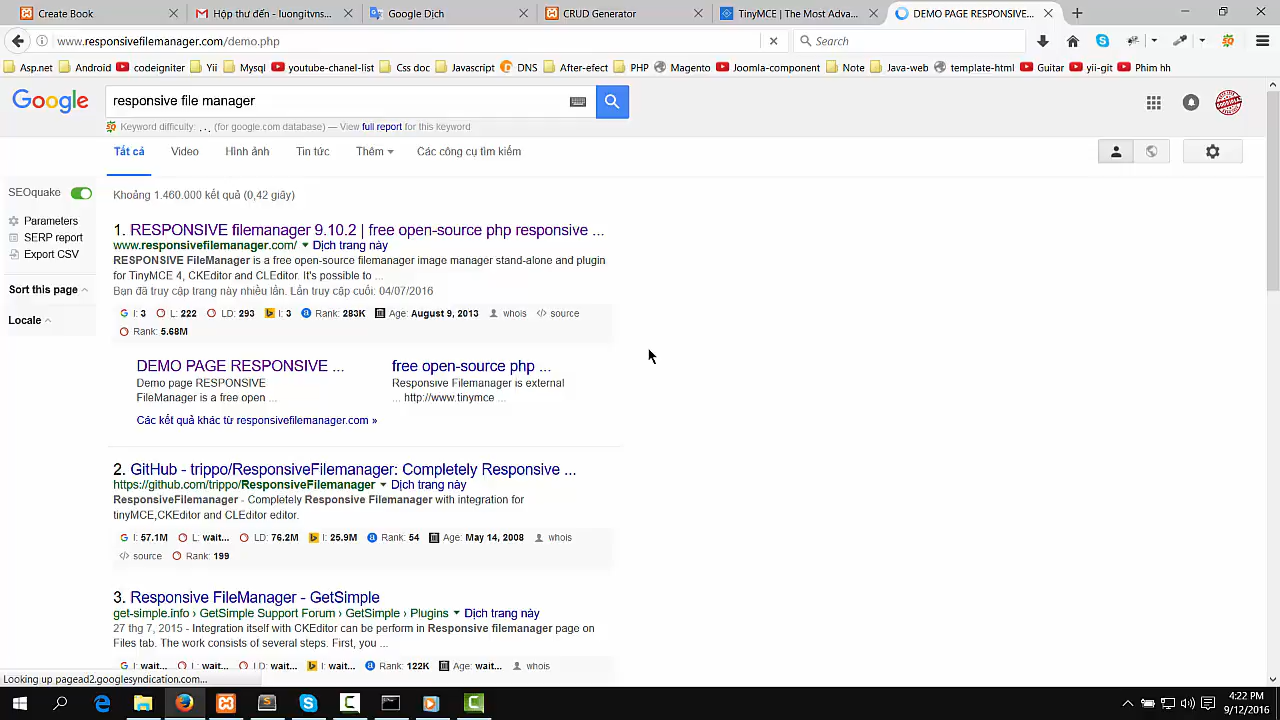 Create Book
Hộp thư đến - luongitvns...
Google Dịch
CRUD Generator
TinyMCE | The Most Adva...
DEMO PAGE RESPONSIVE...
www.responsivefilemanager.com/demo.php
Search
Asp.net
Android
codeigniter
Yii
Mysql
youtube-chanel-list
Css doc
Javascript
DNS
After-efect
PHP
Magento
Joomla-component
Note
Java-web
template-html
Guitar
yii-git
Phim hh
Google
responsive file manager
Keyword difficulty: ... (for google.com database) — View full report for this keyword
Tất cả
Video
Hình ảnh
Tin tức
Thêm
Các công cụ tìm kiếm
SEOquake
Parameters
SERP report
Export CSV
Sort this page
Locale
Khoảng 1.460.000 kết quả (0,42 giây)
1. RESPONSIVE filemanager 9.10.2 | free open-source php responsive ...
www.responsivefilemanager.com/ Dịch trang này
RESPONSIVE FileManager is a free open-source filemanager image manager stand-alone and plugin
for TinyMCE 4, CKEditor and CLEditor. It's possible to ...
Bạn đã truy cập trang này nhiều lần. Lần truy cập cuối: 04/07/2016
I: 3 L: 222 LD: 293 I: 3 Rank: 283K Age: August 9, 2013 whois source
Rank: 5.68M
DEMO PAGE RESPONSIVE ...
Demo page RESPONSIVE
FileManager is a free open ...
free open-source php ...
Responsive Filemanager is external
... http://www.tinymce ...
Các kết quả khác từ responsivefilemanager.com »
2. GitHub - trippo/ResponsiveFilemanager: Completely Responsive ...
https://github.com/trippo/ResponsiveFilemanager Dịch trang này
ResponsiveFilemanager - Completely Responsive Filemanager with integration for
tinyMCE,CKEditor and CLEditor editor.
I: 57.1M L: wait... LD: 76.2M I: 25.9M Rank: 54 Age: May 14, 2008 whois
source Rank: 199
3. Responsive FileManager - GetSimple
get-simple.info › GetSimple Support Forum › GetSimple › Plugins Dịch trang này
27 thg 7, 2015 - Integration itself with CKEditor can be perform in Responsive filemanager page on
Files tab. The work consists of several steps. First, you ...
I: wait... L: wait... LD: wait... I: wait... Rank: 122K Age: wait... whois
Looking up pagead2.googlesyndication.com...
4:22 PM
9/12/2016